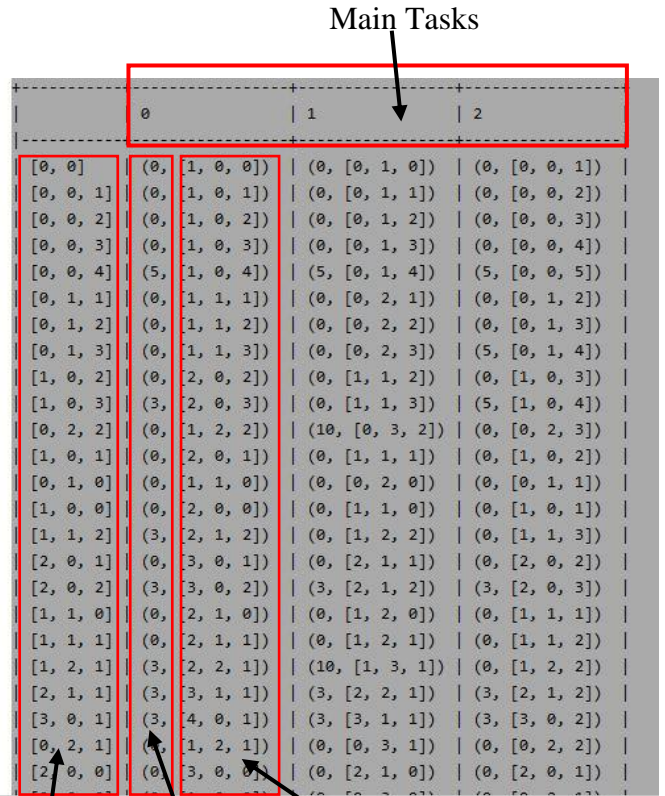 Main Tasks
| | 0 | 1 | 2 |
| [0, 0] | (0, [1, 0, 0]) | (0, [0, 1, 0]) | (0, [0, 0, 1]) |
| [0, 0, 1] | (0, [1, 0, 1]) | (0, [0, 1, 1]) | (0, [0, 0, 2]) |
| [0, 0, 2] | (0, [1, 0, 2]) | (0, [0, 1, 2]) | (0, [0, 0, 3]) |
| [0, 0, 3] | (0, [1, 0, 3]) | (0, [0, 1, 3]) | (0, [0, 0, 4]) |
| [0, 0, 4] | (5, [1, 0, 4]) | (5, [0, 1, 4]) | (5, [0, 0, 5]) |
| [0, 1, 1] | (0, [1, 1, 1]) | (0, [0, 2, 1]) | (0, [0, 1, 2]) |
| [0, 1, 2] | (0, [1, 1, 2]) | (0, [0, 2, 2]) | (0, [0, 1, 3]) |
| [0, 1, 3] | (0, [1, 1, 3]) | (0, [0, 2, 3]) | (5, [0, 1, 4]) |
| [1, 0, 2] | (0, [2, 0, 2]) | (0, [1, 1, 2]) | (0, [1, 0, 3]) |
| [1, 0, 3] | (3, [2, 0, 3]) | (0, [1, 1, 3]) | (5, [1, 0, 4]) |
| [0, 2, 2] | (0, [1, 2, 2]) | (10, [0, 3, 2]) | (0, [0, 2, 3]) |
| [1, 0, 1] | (0, [2, 0, 1]) | (0, [1, 1, 1]) | (0, [1, 0, 2]) |
| [0, 1, 0] | (0, [1, 1, 0]) | (0, [0, 2, 0]) | (0, [0, 1, 1]) |
| [1, 0, 0] | (0, [2, 0, 0]) | (0, [1, 1, 0]) | (0, [1, 0, 1]) |
| [1, 1, 2] | (3, [2, 1, 2]) | (0, [1, 2, 2]) | (0, [1, 1, 3]) |
| [2, 0, 1] | (0, [3, 0, 1]) | (0, [2, 1, 1]) | (0, [2, 0, 2]) |
| [2, 0, 2] | (3, [3, 0, 2]) | (3, [2, 1, 2]) | (3, [2, 0, 3]) |
| [1, 1, 0] | (0, [2, 1, 0]) | (0, [1, 2, 0]) | (0, [1, 1, 1]) |
| [1, 1, 1] | (0, [2, 1, 1]) | (0, [1, 2, 1]) | (0, [1, 1, 2]) |
| [1, 2, 1] | (3, [2, 2, 1]) | (10, [1, 3, 1]) | (0, [1, 2, 2]) |
| [2, 1, 1] | (3, [3, 1, 1]) | (3, [2, 2, 1]) | (3, [2, 1, 2]) |
| [3, 0, 1] | (3, [4, 0, 1]) | (3, [3, 1, 1]) | (3, [3, 0, 2]) |
| [0, 2, 1] | ( [1, 2, 1]) | (0, [0, 3, 1]) | (0, [0, 2, 2]) |
| [2, 0, 0] | (0, [3, 0, 0]) | (0, [2, 1, 0]) | (0, [2, 0, 1]) |